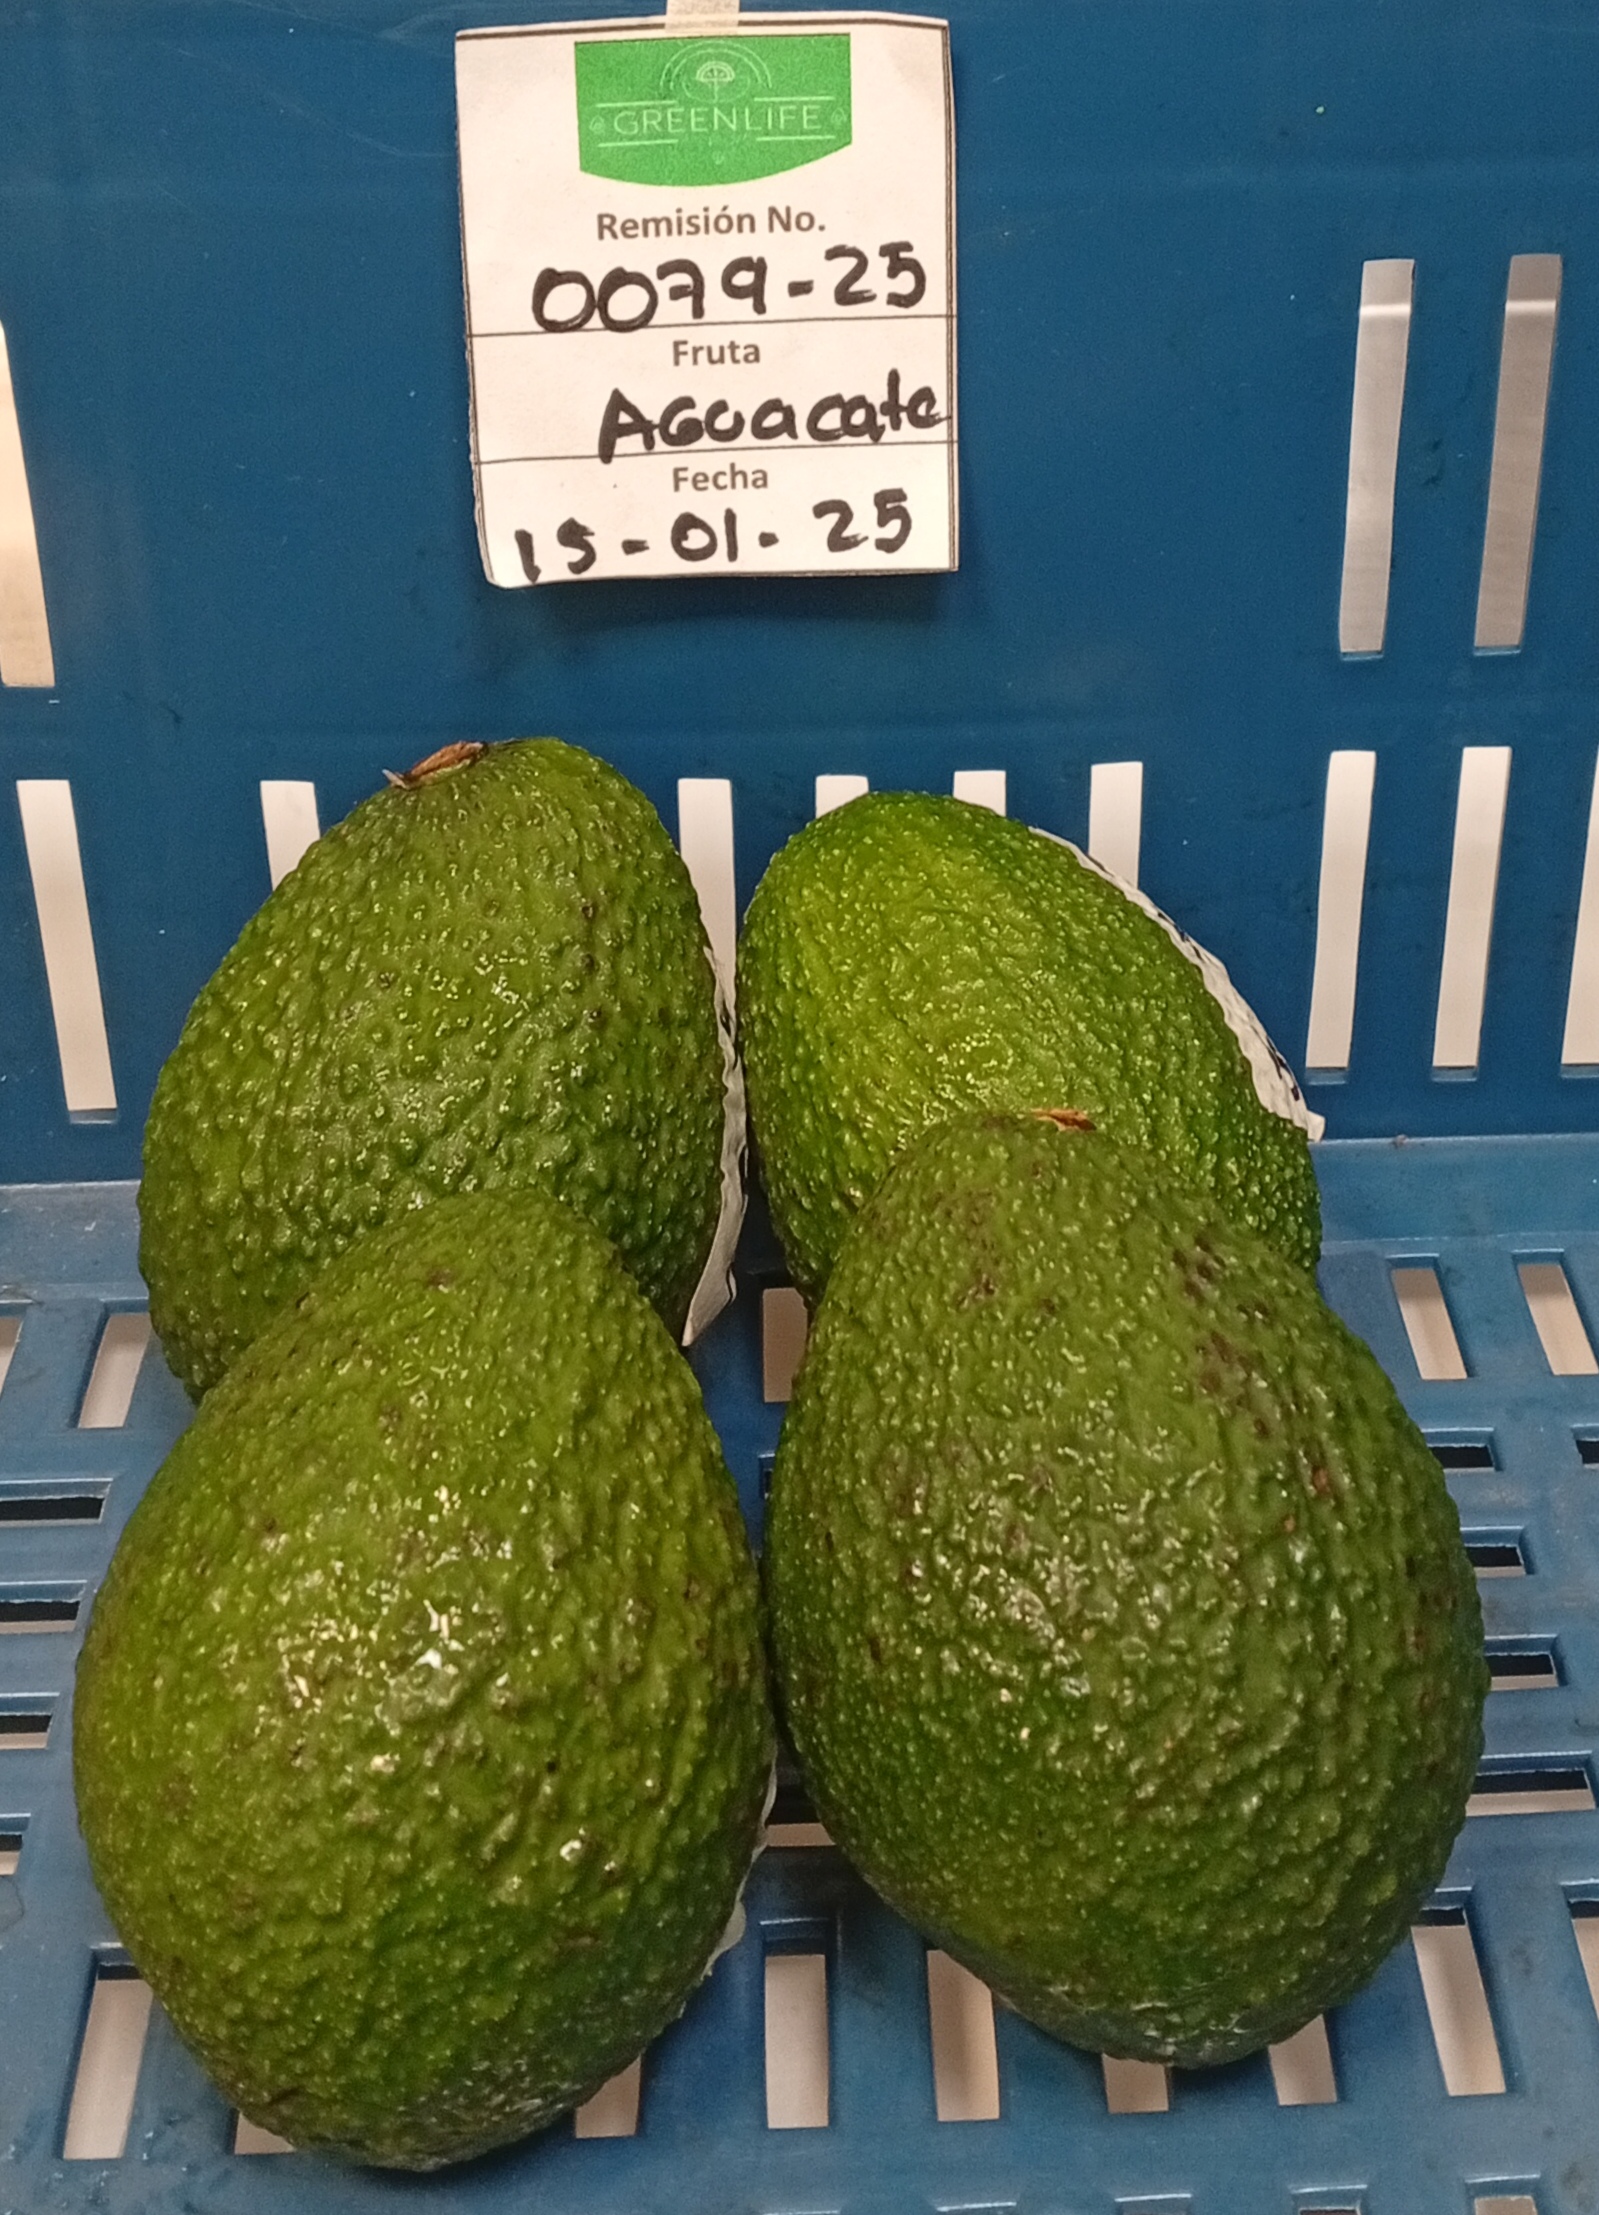 GREENLIFE
Remisión No.
0079-25
Fruta
AGUacate
Fecha
15-01-25